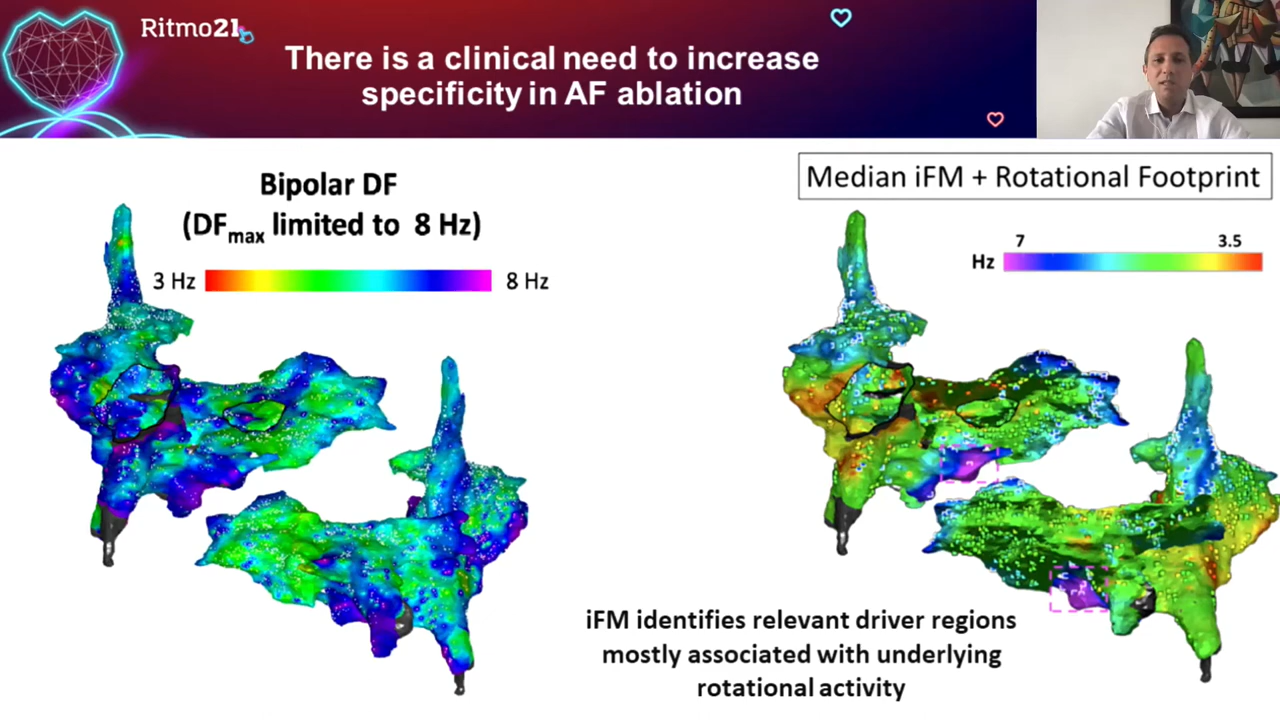 Ritmo21
There is a clinical need to increase
specificity in AF ablation
Bipolar DF
(DFmax limited to 8 Hz)
3 Hz
8 Hz
Median iFM + Rotational Footprint
7
3.5
Hz
iFM identifies relevant driver regions
mostly associated with underlying
rotational activity